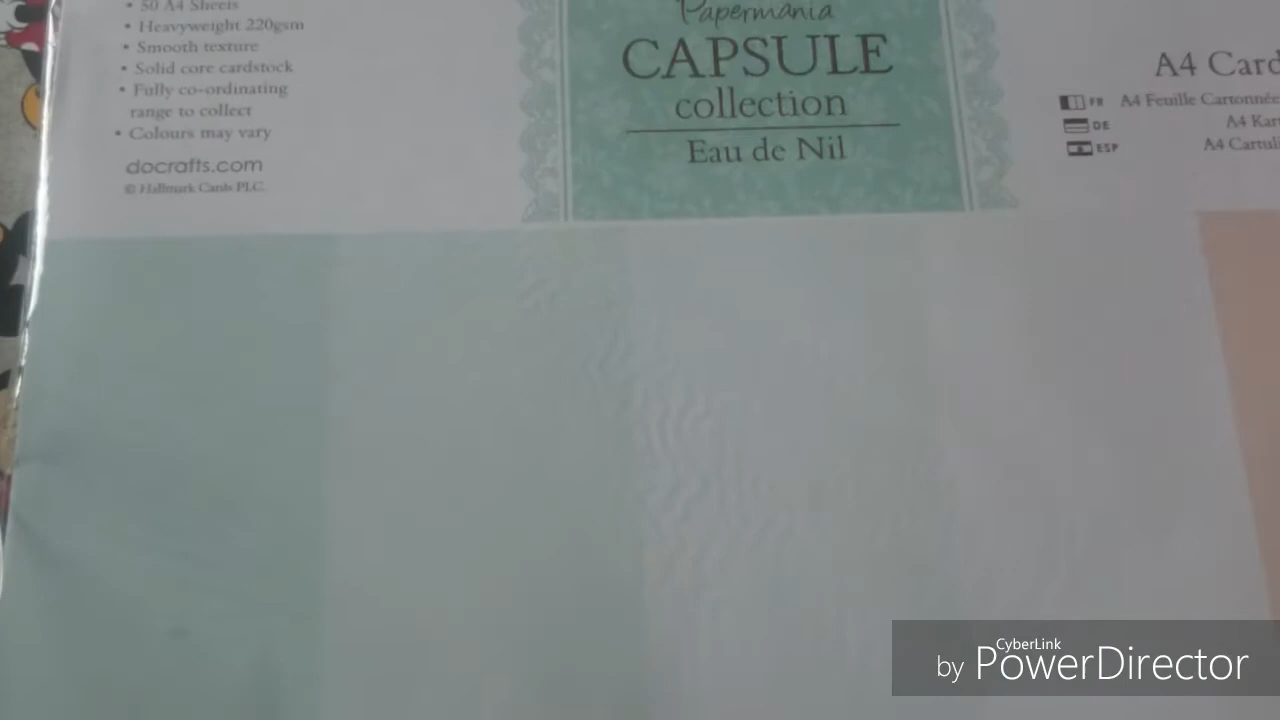 • 50 A4 Sheets
• Heavyweight 220gsm
• Smooth texture
• Solid core cardstock
• Fully co-ordinating
range to collect
• Colours may vary
docrafts.com
© Hallmark Cards PLC.
Papermania
CAPSULE
collection
Eau de Nil
A4 Card
FR A4 Feuille Cartonnée
DE A4 Kar
ESP A4 Cartul
by CyberLink
PowerDirector